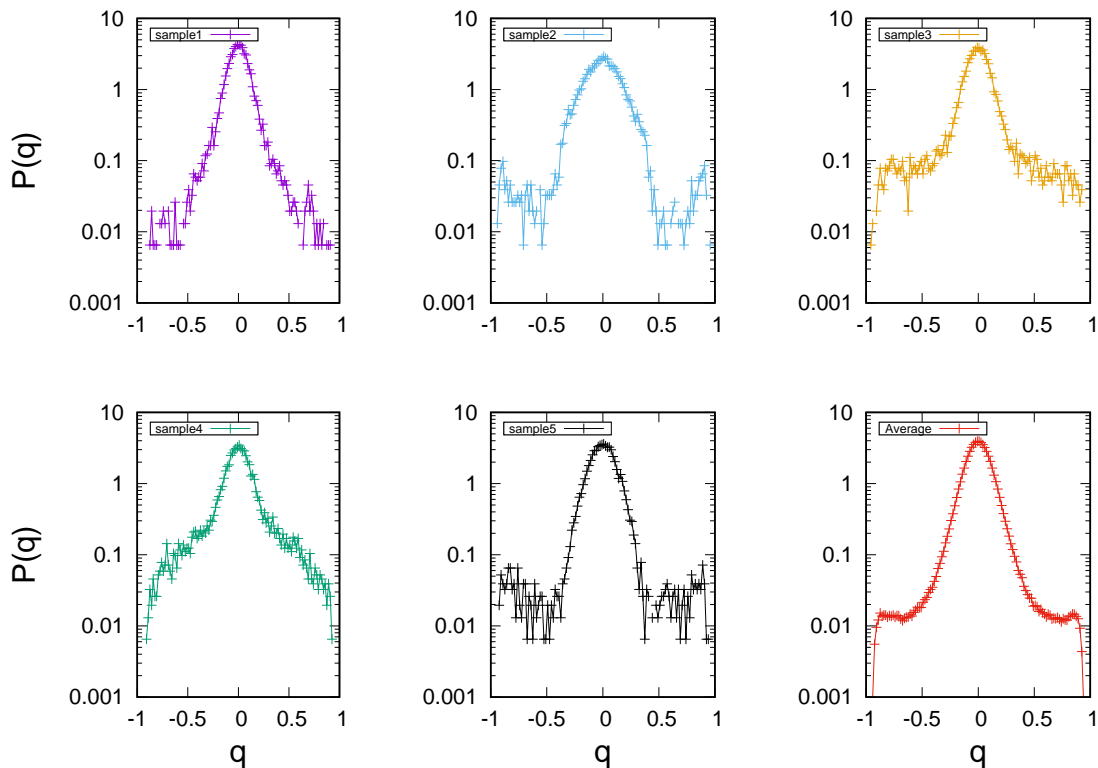 10 sample1 10 sample2 10 sample3
1 1 1
P(q) 0.1 0.1 0.1
0.01 0.01 0.01
0.001 0.001 0.001
-1 -0.5 0 0.5 1 -1 -0.5 0 0.5 1 -1 -0.5 0 0.5 1
10 sample4 10 sample5 10 Average
1 1 1
P(q) 0.1 0.1 0.1
0.01 0.01 0.01
0.001 0.001 0.001
-1 -0.5 0 0.5 1 -1 -0.5 0 0.5 1 -1 -0.5 0 0.5 1
q q q